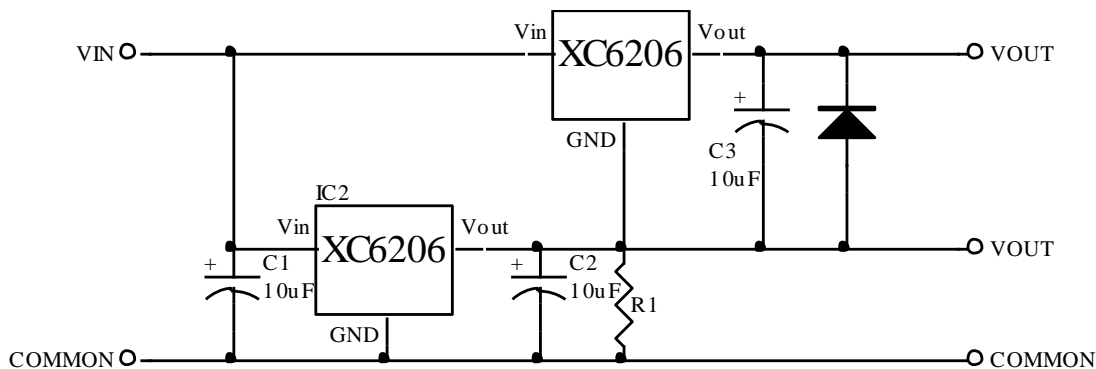 Vin
XC6206
Vout
VIN
VOUT
GND
+
C3
10uF
IC2
Vin
XC6206
Vout
VOUT
+
C1
10uF
+
C2
10uF
R1
GND
COMMON
COMMON